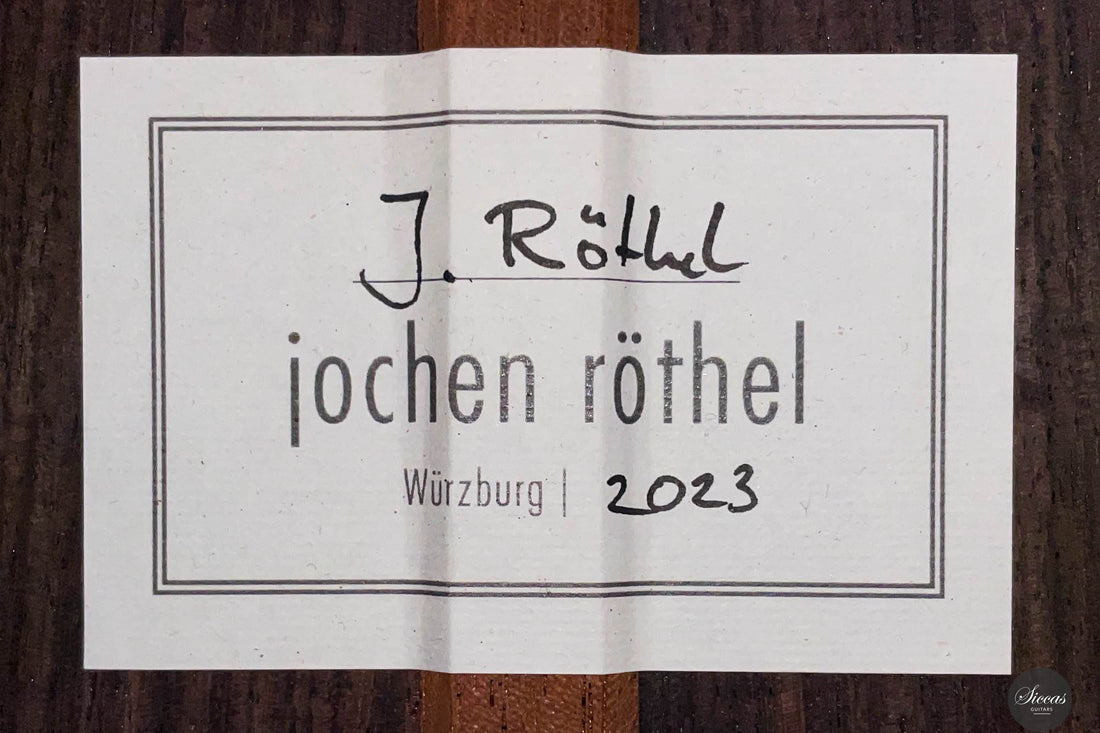 J. Röthel
jochen röthel
Würzburg | 2023
Siccas
GUITARS